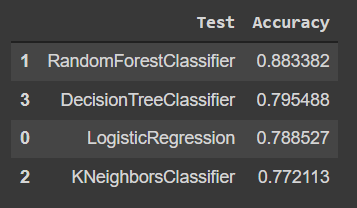 Test Accuracy
1 RandomForestClassifier 0.883382
3 DecisionTreeClassifier 0.795488
0 LogisticRegression 0.788527
2 KNeighborsClassifier 0.772113